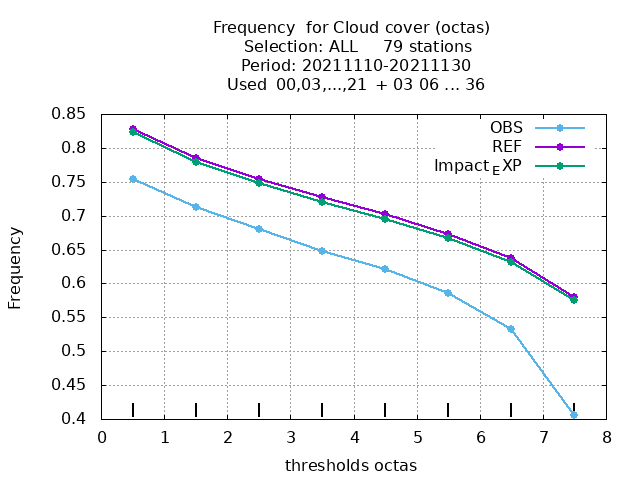 Frequency  for Cloud cover (octas)
Selection: ALL     79 stations
Period: 20211110-20211130
Used  00,03,...,21  + 03 06 ... 36
0.85
0.8
0.75
0.7
0.65
0.6
0.55
0.5
0.45
0.4
Frequency
OBS
REF
Impact_EXP
0 1 2 3 4 5 6 7 8
thresholds octas